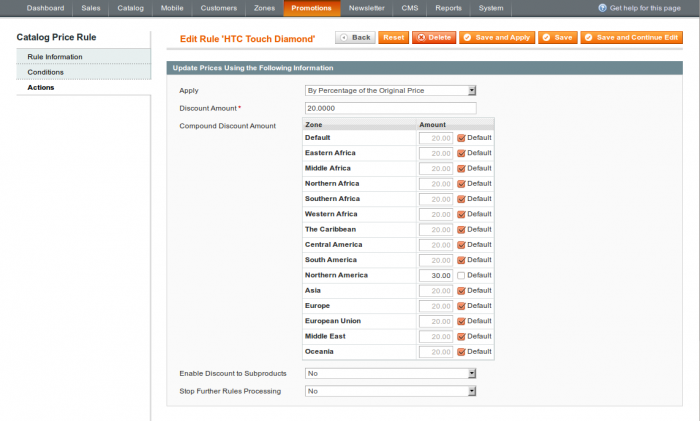 Dashboard Sales Catalog Mobile Customers Zones Promotions Newsletter CMS Reports System Get help for this page
Catalog Price Rule
Rule Information
Conditions
Actions
Edit Rule 'HTC Touch Diamond' Back Reset Delete Save and Apply Save Save and Continue Edit
Update Prices Using the Following Information
Apply By Percentage of the Original Price
Discount Amount * 20.0000
Compound Discount Amount Zone Amount
Default 20.00 Default
Eastern Africa 20.00 Default
Middle Africa 20.00 Default
Northern Africa 20.00 Default
Southern Africa 20.00 Default
Western Africa 20.00 Default
The Caribbean 20.00 Default
Central America 20.00 Default
South America 20.00 Default
Northern America 30.00 Default
Asia 20.00 Default
Europe 20.00 Default
European Union 20.00 Default
Middle East 20.00 Default
Oceania 20.00 Default
Enable Discount to Subproducts No
Stop Further Rules Processing No